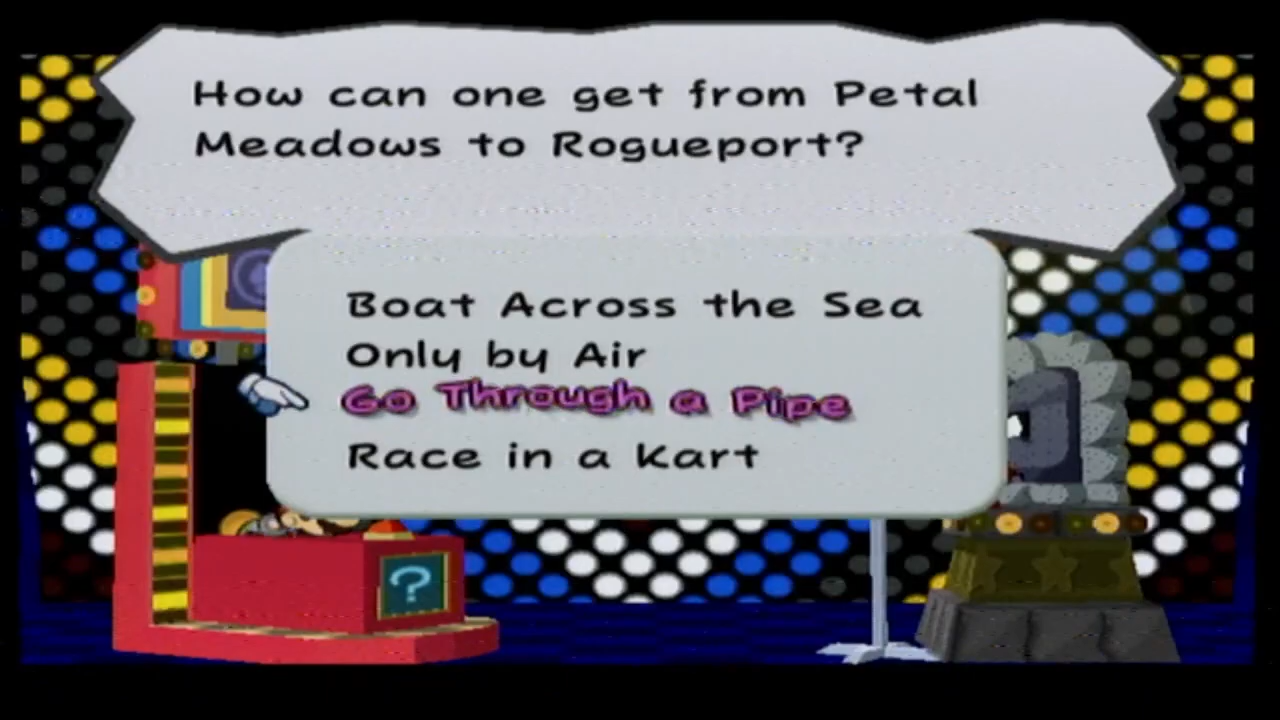 How can one get from Petal
Meadows to Rogueport?
Boat Across the Sea
Only by Air
Go Through a Pipe
Race in a Kart
?